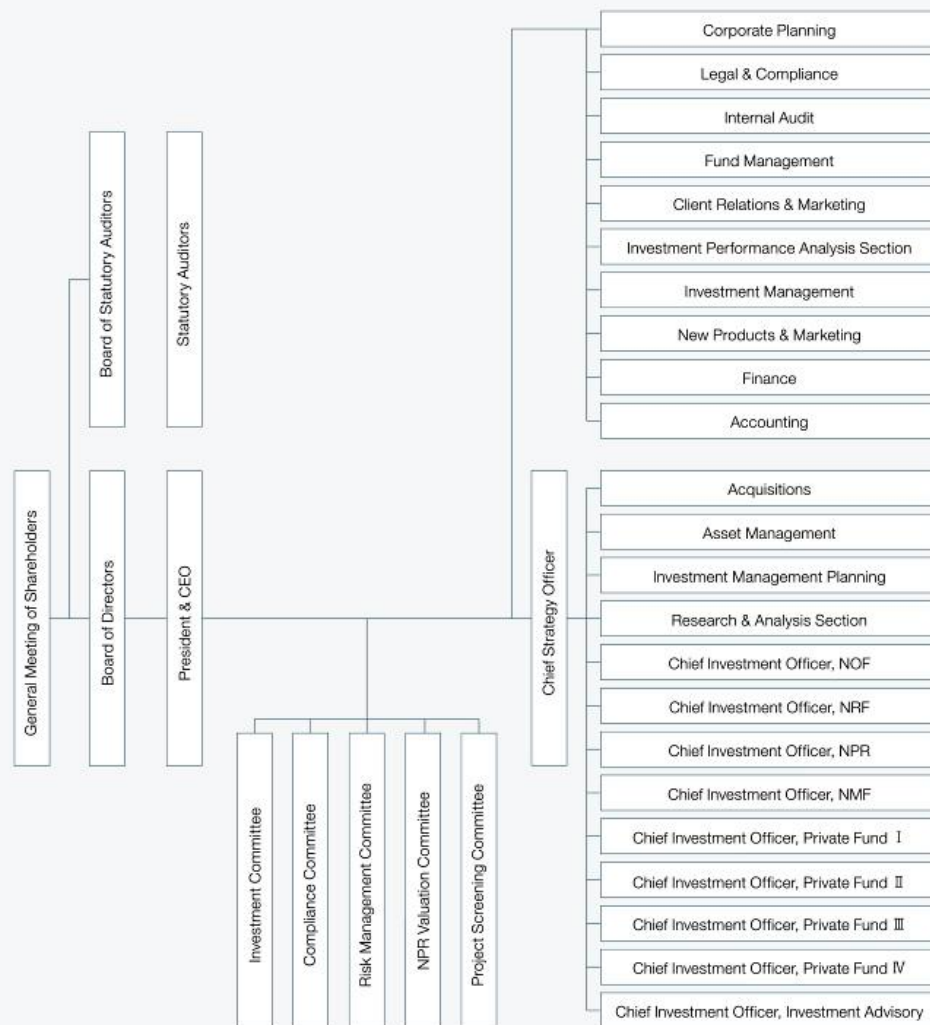 General Meeting of Shareholders
Board of Statutory Auditors
Statutory Auditors
Board of Directors
President & CEO
Investment Committee
Compliance Committee
Risk Management Committee
NPR Valuation Committee
Project Screening Committee
Chief Strategy Officer
Corporate Planning
Legal & Compliance
Internal Audit
Fund Management
Client Relations & Marketing
Investment Performance Analysis Section
Investment Management
New Products & Marketing
Finance
Accounting
Acquisitions
Asset Management
Investment Management Planning
Research & Analysis Section
Chief Investment Officer, NOF
Chief Investment Officer, NRF
Chief Investment Officer, NPR
Chief Investment Officer, NMF
Chief Investment Officer, Private Fund Ⅰ
Chief Investment Officer, Private Fund Ⅱ
Chief Investment Officer, Private Fund Ⅲ
Chief Investment Officer, Private Fund Ⅳ
Chief Investment Officer, Investment Advisory